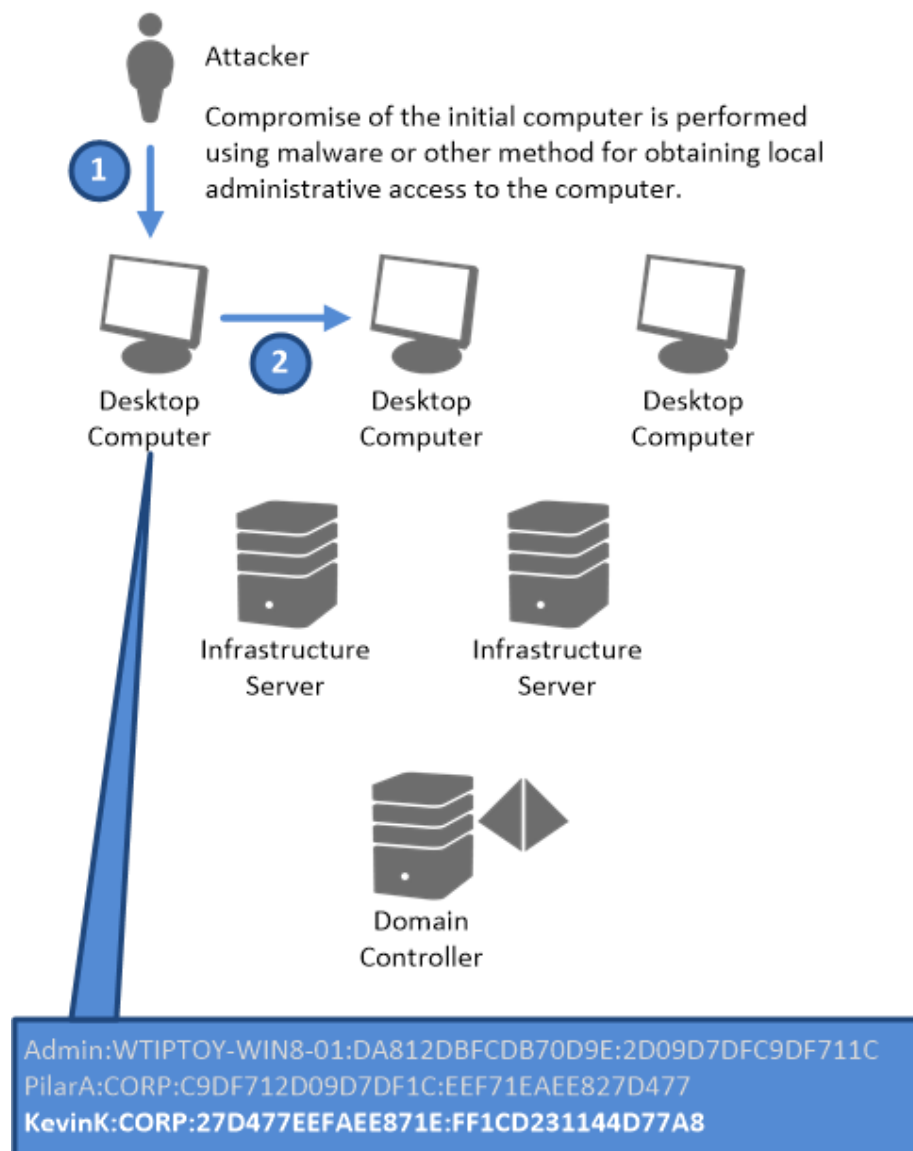 Attacker
Compromise of the initial computer is performed
using malware or other method for obtaining local
administrative access to the computer.
1
2
Desktop
Computer
Desktop
Computer
Desktop
Computer
Infrastructure
Server
Infrastructure
Server
Domain
Controller
Admin:WTIPTOY-WIN8-01:DA812DBFCDB70D9E:2D09D7DFC9DF711C
PilarA:CORP:C9DF712D09D7DF1C:EEF71EAEE827D477
KevinK:CORP:27D477EEFAEE871E:FF1CD231144D77A8